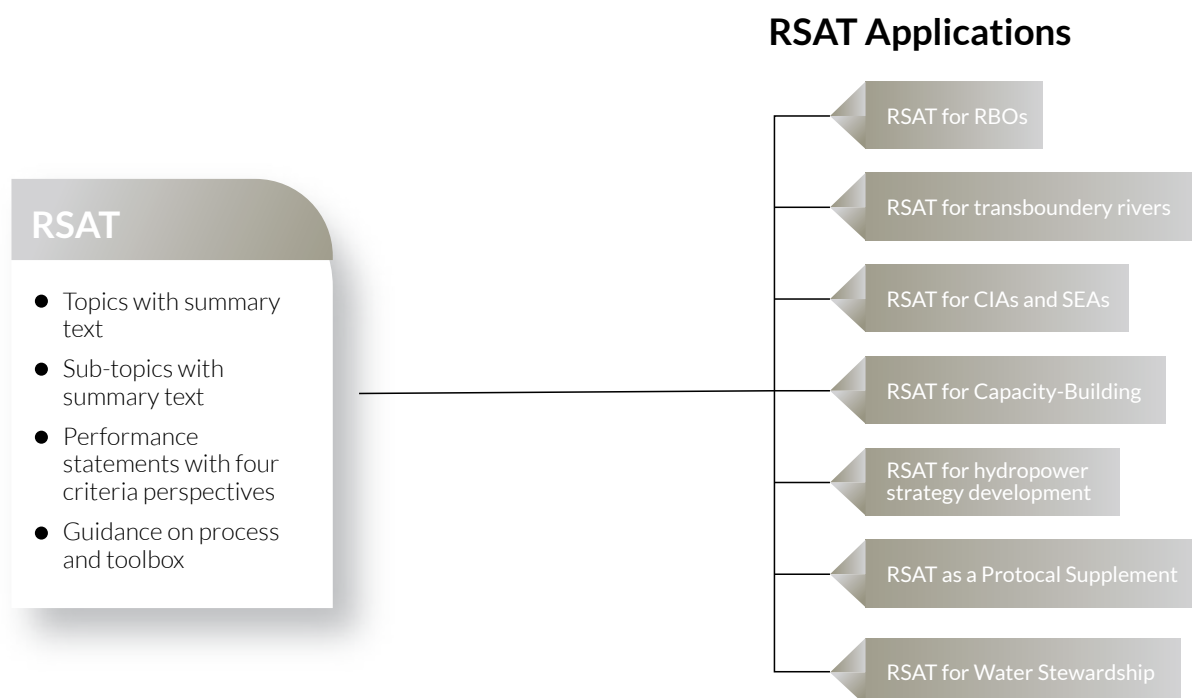 RSAT Applications
RSAT
Topics with summary
text
Sub-topics with
summary text
Performance
statements with four
criteria perspectives
Guidance on process
and toolbox
RSAT for RBOs
RSAT for transboundery rivers
RSAT for CIAs and SEAs
RSAT for Capacity-Building
RSAT for hydropower
strategy development
RSAT as a Protocal Supplement
RSAT for Water Stewardship